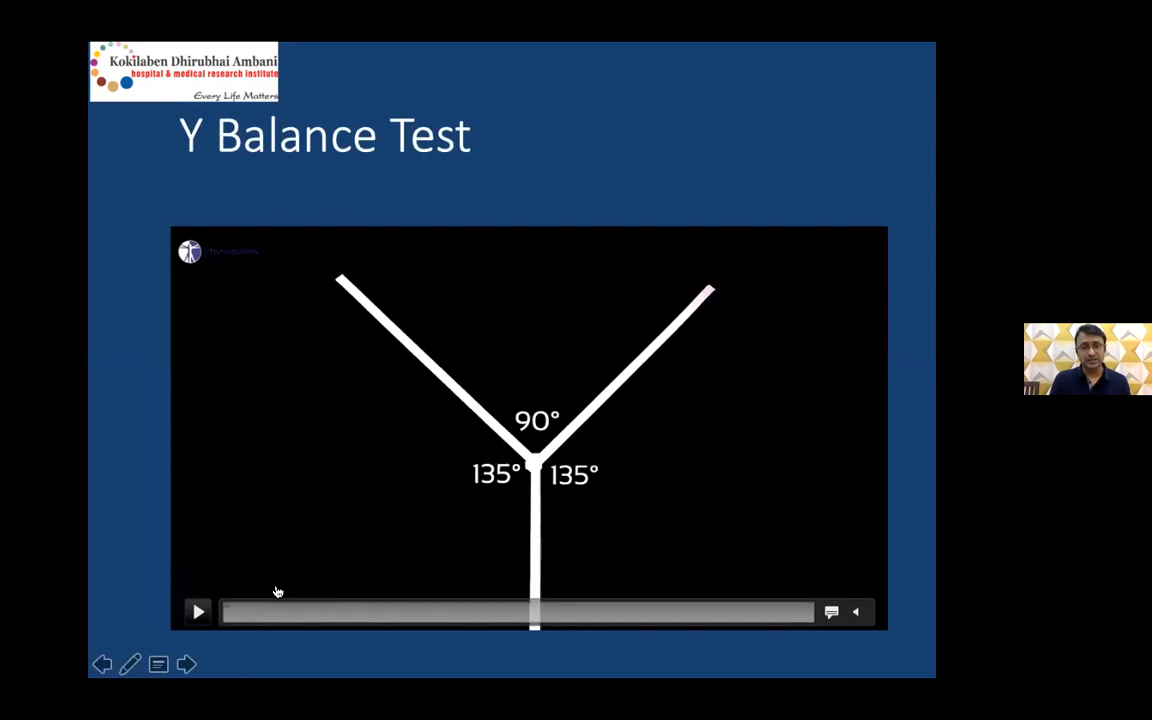 Kokilaben Dhirubhai Ambani
hospital & medical research institute
Every Life Matters
Y Balance Test
90°
135° 135°